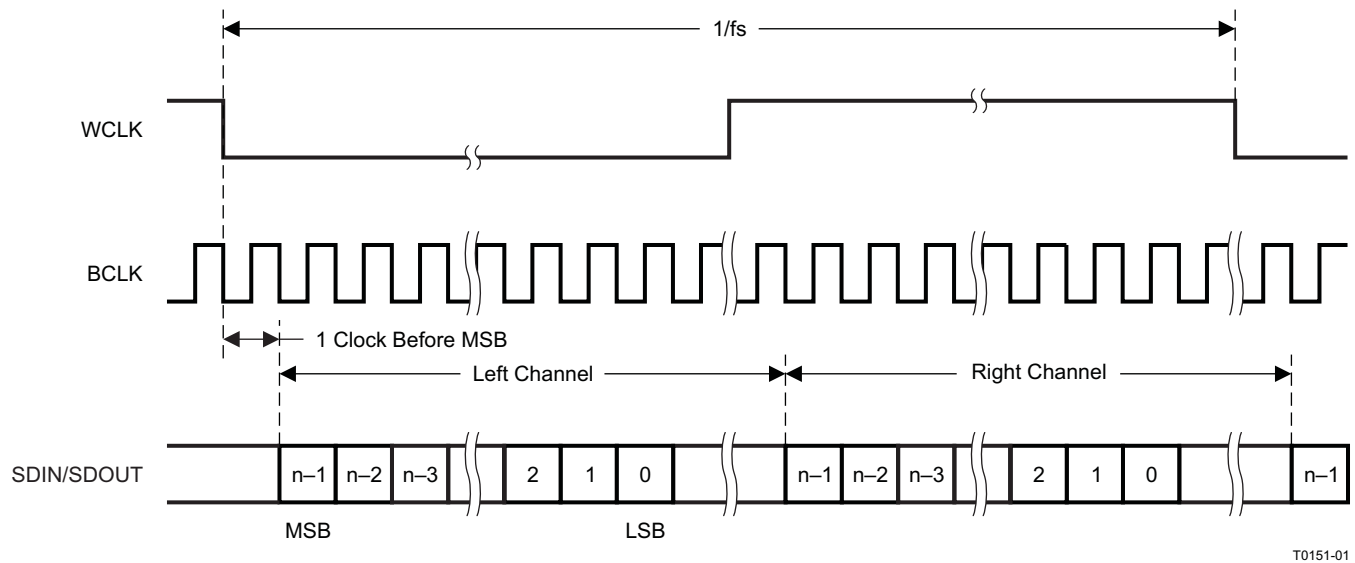 1/fs
WCLK
BCLK
1 Clock Before MSB
Left Channel
Right Channel
SDIN/SDOUT
n–1 n–2 n–3 2 1 0 n–1 n–2 n–3 2 1 0 n–1
MSB LSB
T0151-01